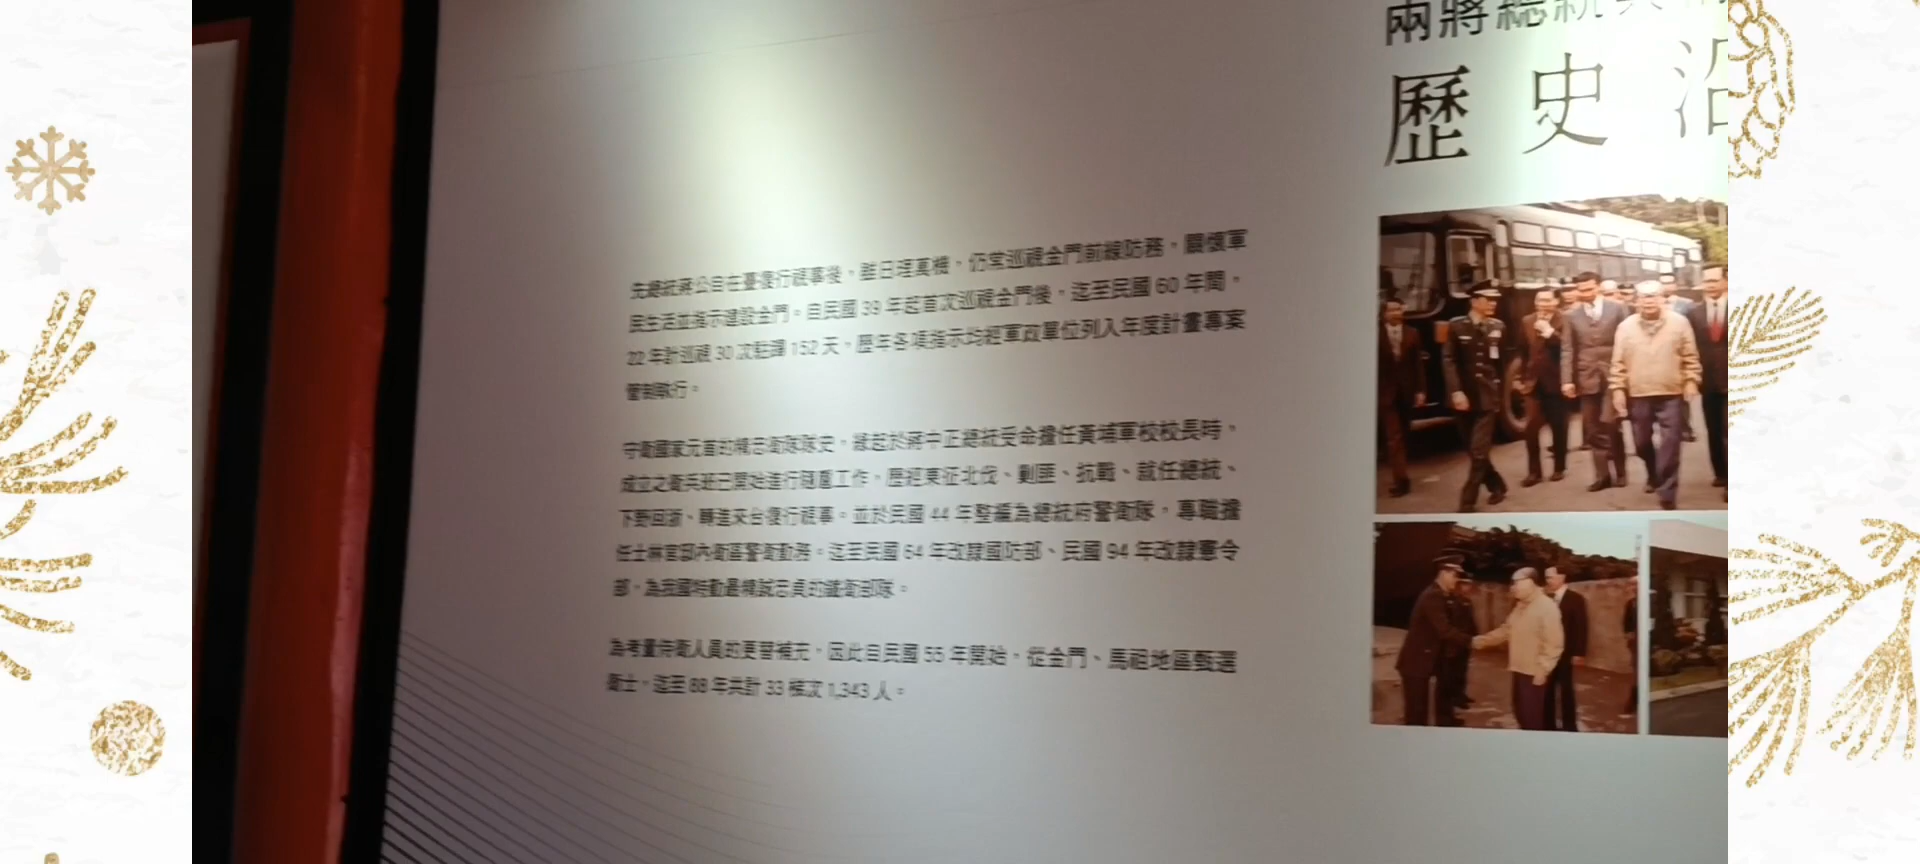 兩蔣總統與
歷史沿
先總統蔣公自在臺復行視事後，雖日理萬機，仍常巡視金門前線防務，關懷軍
民生活並指示建設金門。自民國 39 年起首次巡視金門後，迄至民國 60 年間，
22 年計巡視 30 次駐蹕 152 天，歷年各項指示均經軍政單位列入年度計畫專案
管制執行。
守衛國家元首的精忠衛隊隊史，緣起於蔣中正總統受命擔任黃埔軍校校長時，
成立之衛兵班已開始進行隨扈工作，歷經東征北伐、剿匪、抗戰、就任總統、
下野回浙、轉進來台復行視事。並於民國 44 年整編為總統府警衛隊，專職擔
任士林官邸內衛區警衛勤務。迄至民國 64 年改隸國防部、民國 94 年改隸憲令
部，為我國特勤最精誠忠貞的鐵衛部隊。
為考量侍衛人員的更替補充，因此自民國 55 年開始，從金門、馬祖地區甄選
衛士，迄至 88 年共計 33 梯次 1,343 人。